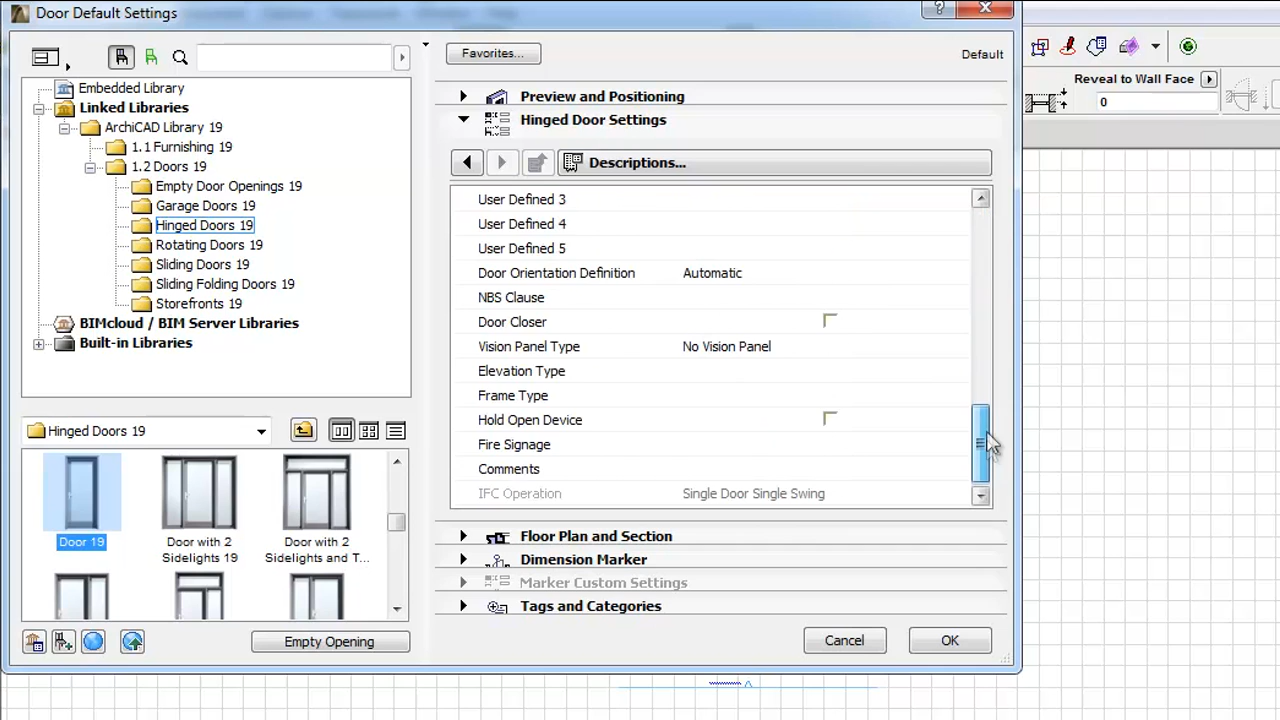 Door Default Settings
Favorites...
Default
Embedded Library
Linked Libraries
ArchiCAD Library 19
1.1 Furnishing 19
1.2 Doors 19
Empty Door Openings 19
Garage Doors 19
Hinged Doors 19
Rotating Doors 19
Sliding Doors 19
Sliding Folding Doors 19
Storefronts 19
BIMcloud / BIM Server Libraries
Built-in Libraries
Hinged Doors 19
Door 19
Door with 2
Sidelights 19
Door with 2
Sidelights and T...
Empty Opening
Preview and Positioning
Hinged Door Settings
Descriptions...
User Defined 3
User Defined 4
User Defined 5
Door Orientation Definition Automatic
NBS Clause
Door Closer
Vision Panel Type No Vision Panel
Elevation Type
Frame Type
Hold Open Device
Fire Signage
Comments
IFC Operation Single Door Single Swing
Floor Plan and Section
Dimension Marker
Marker Custom Settings
Tags and Categories
Cancel
OK
Reveal to Wall Face
0